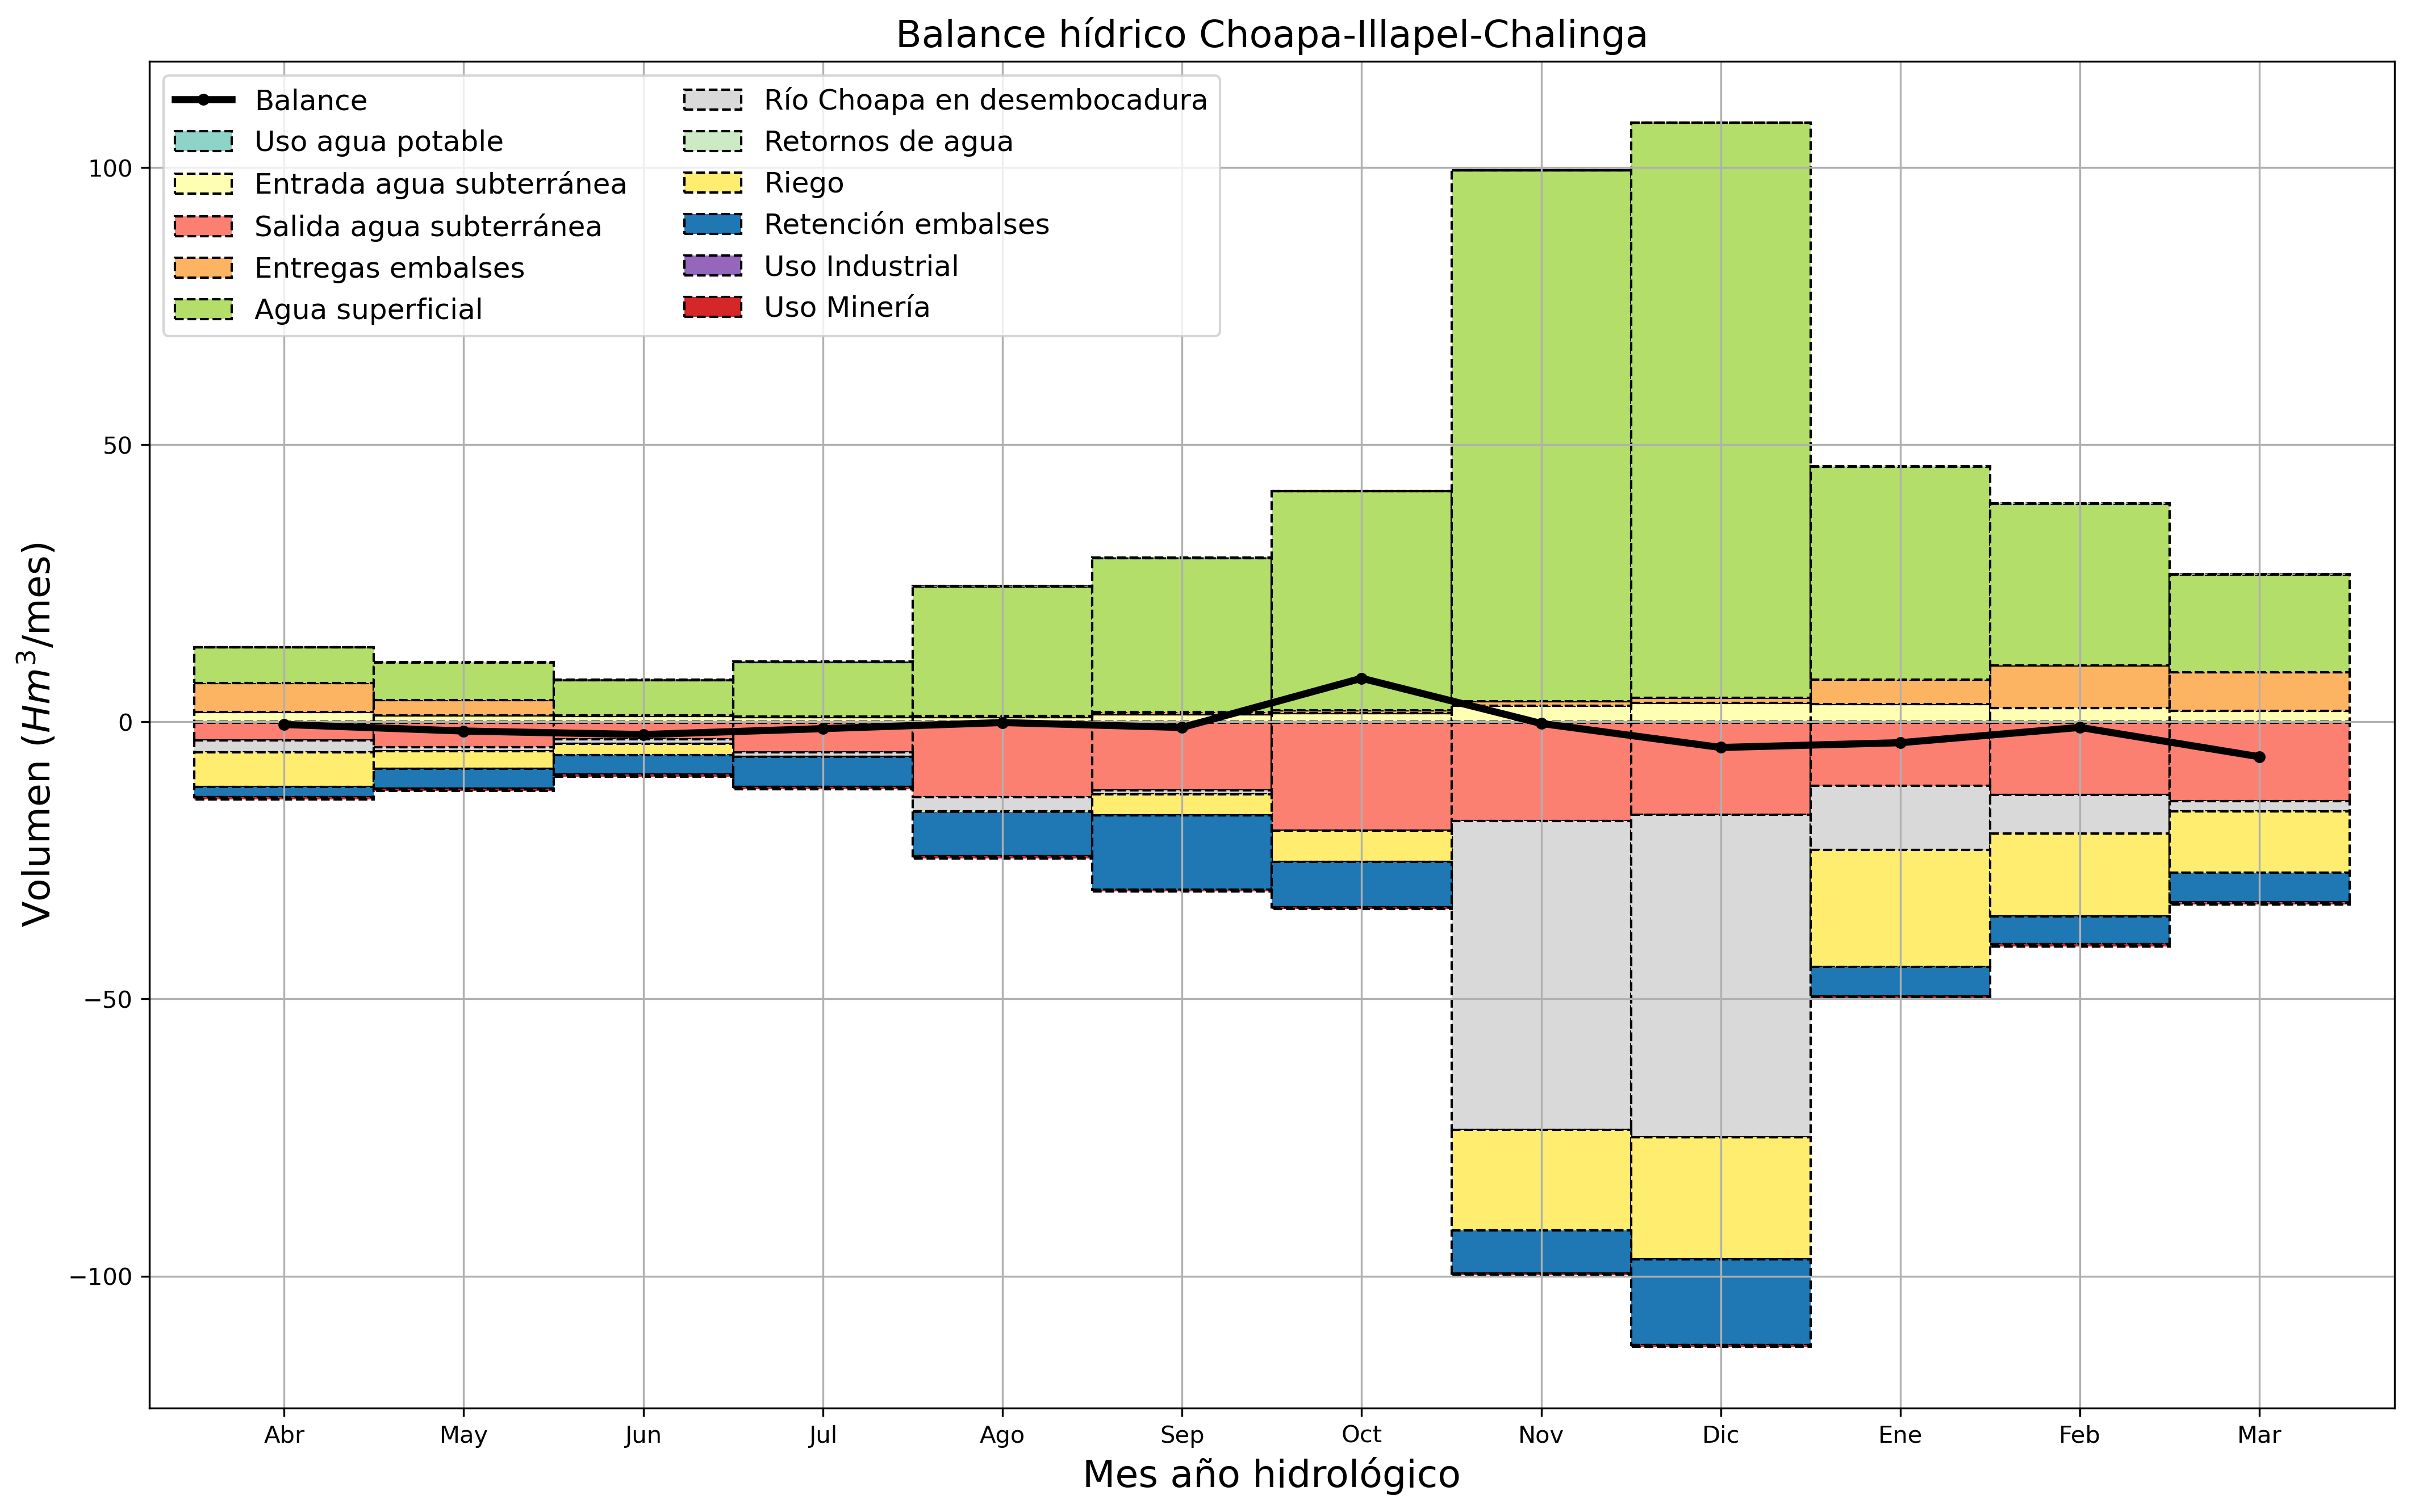 Balance hídrico Choapa-Illapel-Chalinga
Balance
Uso agua potable
Entrada agua subterránea
Salida agua subterránea
Entregas embalses
Agua superficial
Río Choapa en desembocadura
Retornos de agua
Riego
Retención embalses
Uso Industrial
Uso Minería
Volumen (Hm³/mes)
100
50
0
−50
−100
Abr May Jun Jul Ago Sep Oct Nov Dic Ene Feb Mar
Mes año hidrológico